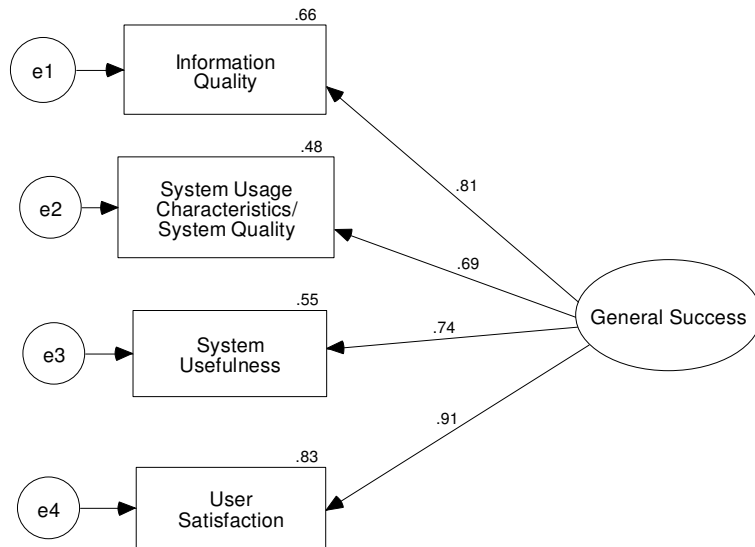 .66
e1
Information
Quality
.81
.48
e2
System Usage
Characteristics/
System Quality
.69
.55
e3
System
Usefulness
.74
General Success
.91
.83
e4
User
Satisfaction